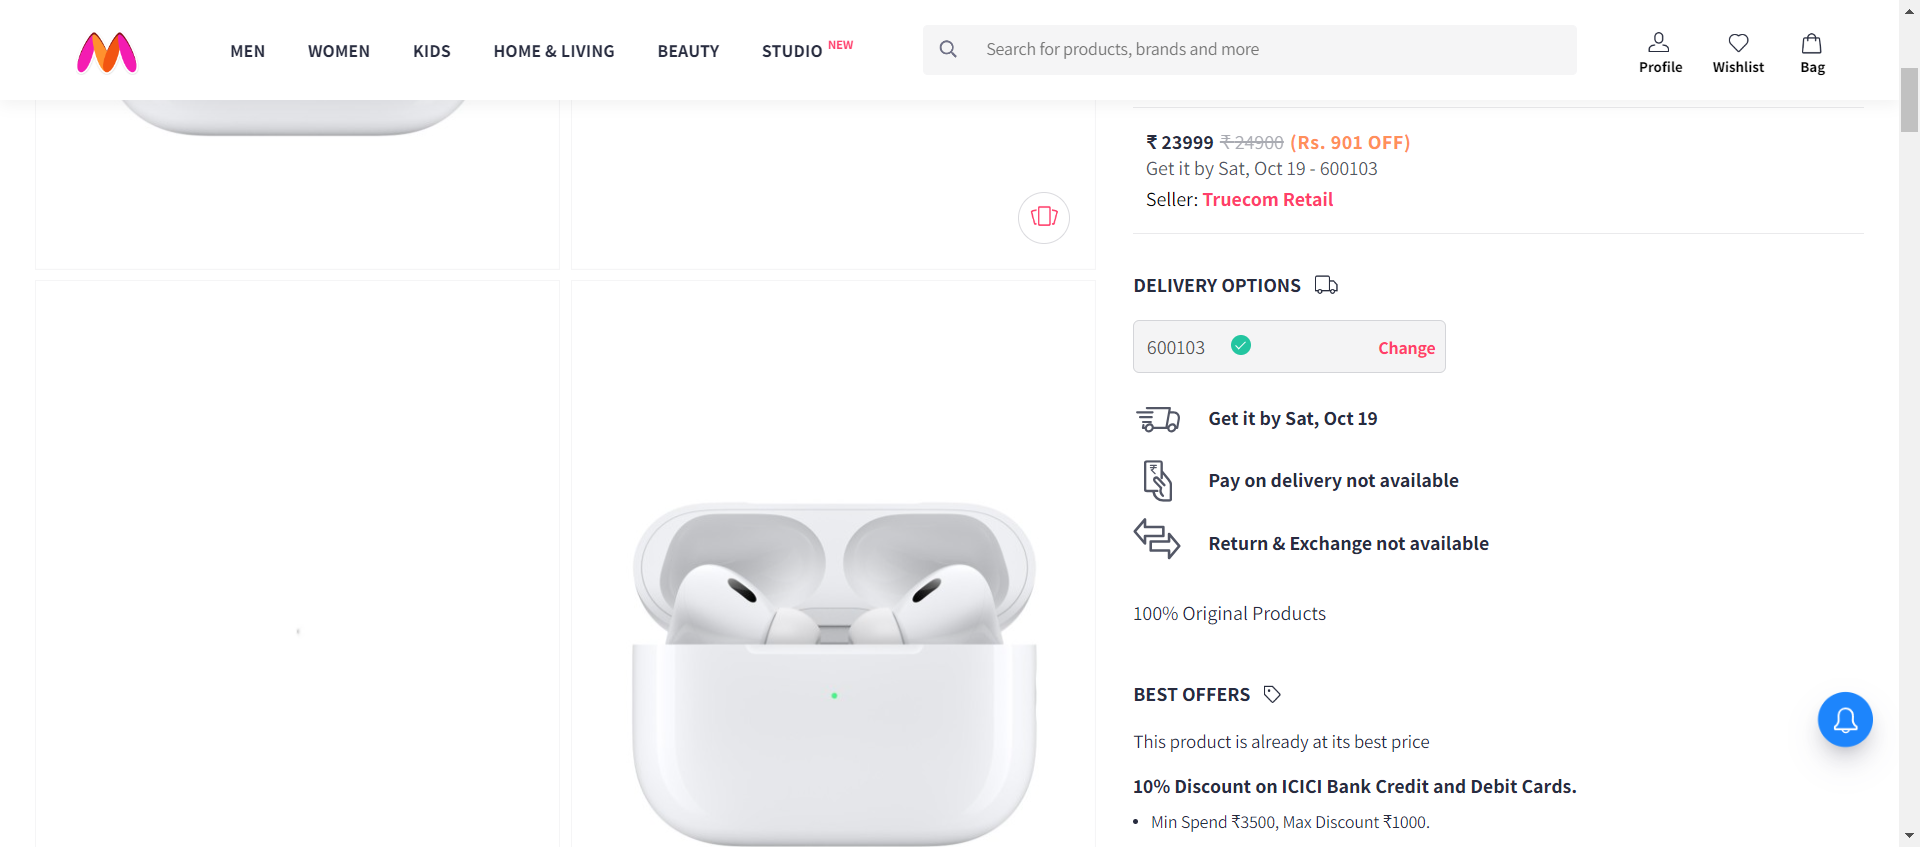 MEN WOMEN KIDS HOME & LIVING BEAUTY STUDIO NEW Search for products, brands and more Profile Wishlist Bag
₹ 23999 ₹ 24900 (Rs. 901 OFF)
Get it by Sat, Oct 19 - 600103
Seller: Truecom Retail
DELIVERY OPTIONS
600103 Change
Get it by Sat, Oct 19
₹
Pay on delivery not available
Return & Exchange not available
100% Original Products
BEST OFFERS
This product is already at its best price
10% Discount on ICICI Bank Credit and Debit Cards.
• Min Spend ₹3500, Max Discount ₹1000.